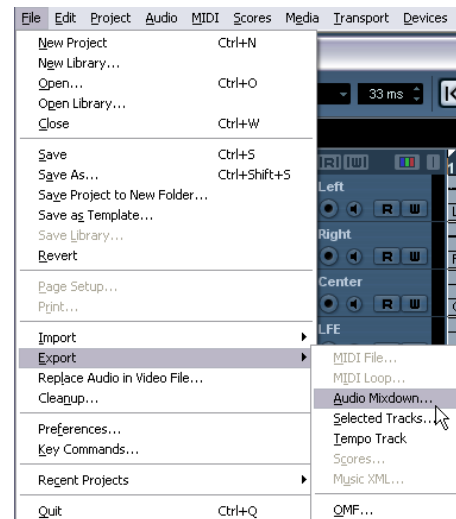 File Edit Project Audio MIDI Scores Media Transport Devices
New Project Ctrl+N
New Library...
Open... Ctrl+O
Open Library...
Close Ctrl+W
33 ms
Save Ctrl+S
Save As... Ctrl+Shift+S
Save Project to New Folder...
Save as Template...
Save Library...
Revert
Page Setup...
Print...
Import
Export
Replace Audio in Video File...
Cleanup...
Preferences...
Key Commands...
Recent Projects
Quit Ctrl+Q
R W
1
Left
R W
Right
R W
Center
R W
LFE
MIDI File...
MIDI Loop...
Audio Mixdown...
Selected Tracks...
Tempo Track
Scores...
Music XML...
OMF...